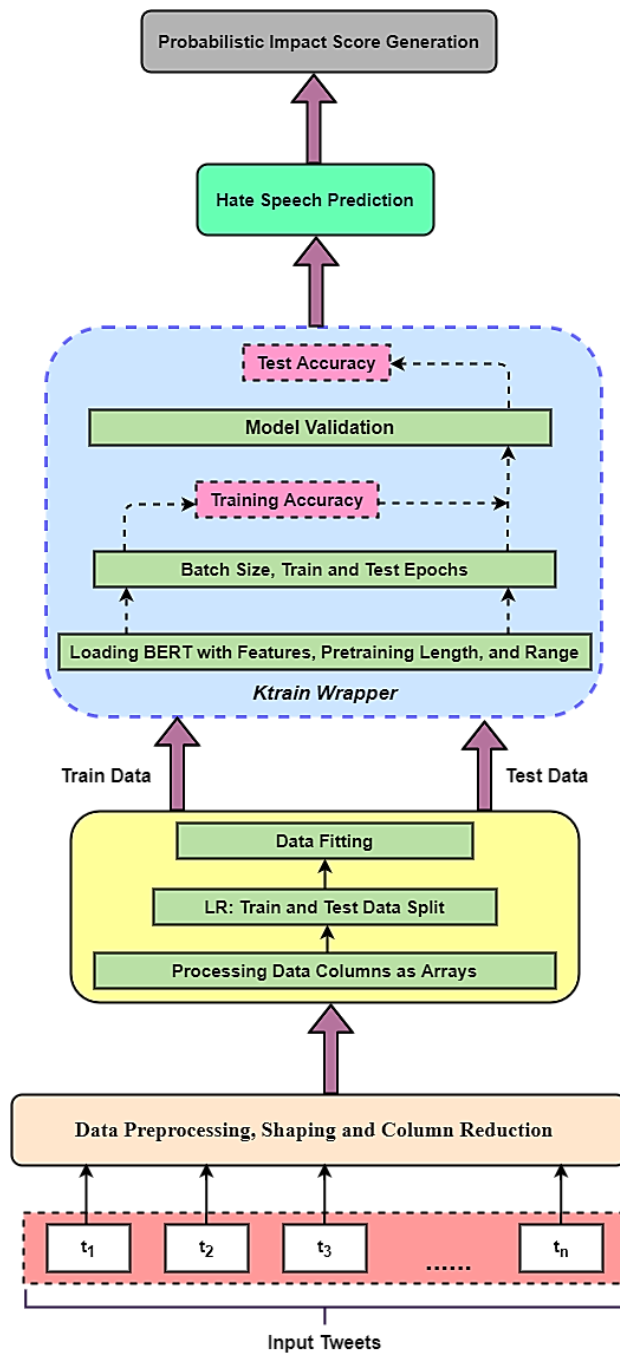 Probabilistic Impact Score Generation
Hate Speech Prediction
Test Accuracy
Model Validation
Training Accuracy
Batch Size, Train and Test Epochs
Loading BERT with Features, Pretraining Length, and Range
Ktrain Wrapper
Train Data
Test Data
Data Fitting
LR: Train and Test Data Split
Processing Data Columns as Arrays
Data Preprocessing, Shaping and Column Reduction
t1 t2 t3 ...... tn
Input Tweets